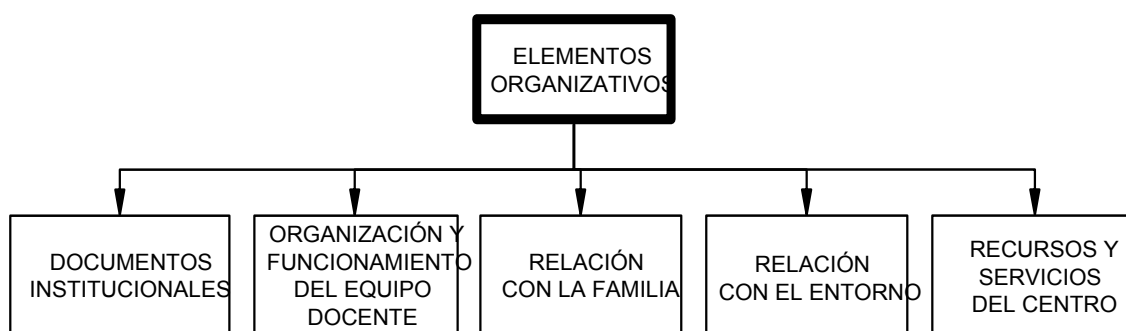 ELEMENTOS
ORGANIZATIVOS
DOCUMENTOS
INSTITUCIONALES
ORGANIZACIÓN Y
FUNCIONAMIENTO
DEL EQUIPO
DOCENTE
RELACIÓN
CON LA FAMILIA
RELACIÓN
CON EL ENTORNO
RECURSOS Y
SERVICIOS
DEL CENTRO